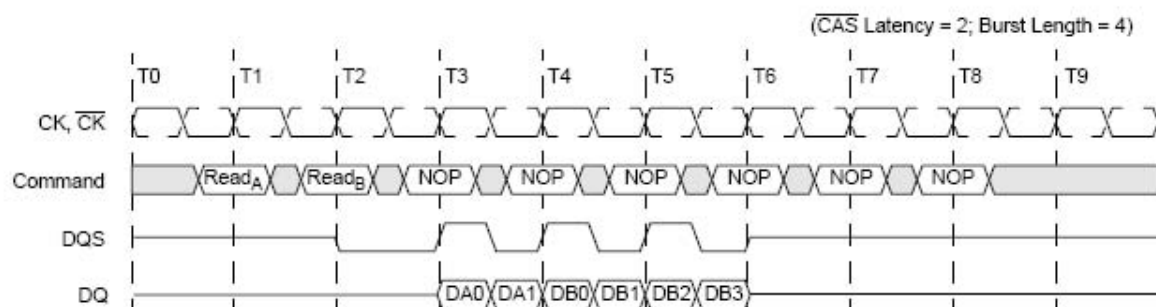 (CAS Latency = 2; Burst Length = 4)
T0 T1 T2 T3 T4 T5 T6 T7 T8 T9
CK, CK
Command ReadA ReadB NOP NOP NOP NOP NOP NOP
DQS
DQ DA0 DA1 DB0 DB1 DB2 DB3